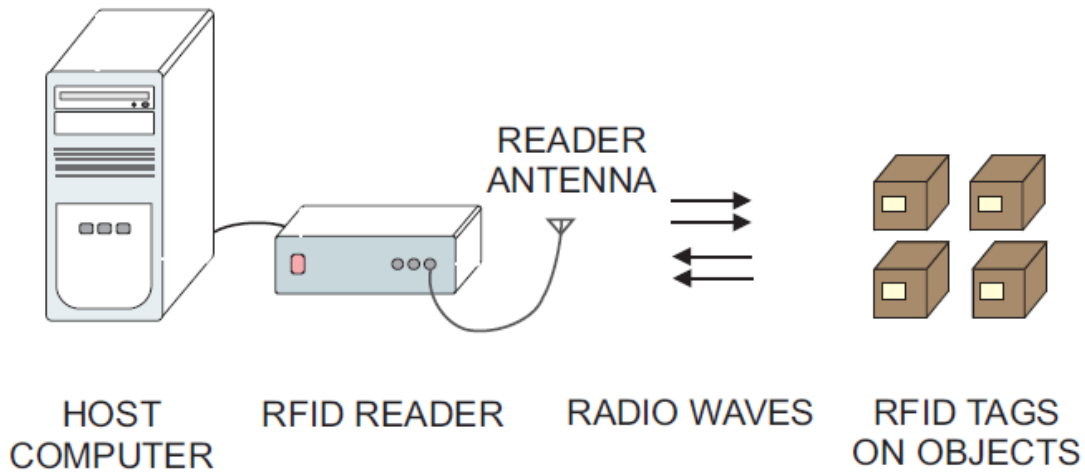 READER
ANTENNA
HOST
COMPUTER
RFID READER
RADIO WAVES
RFID TAGS
ON OBJECTS